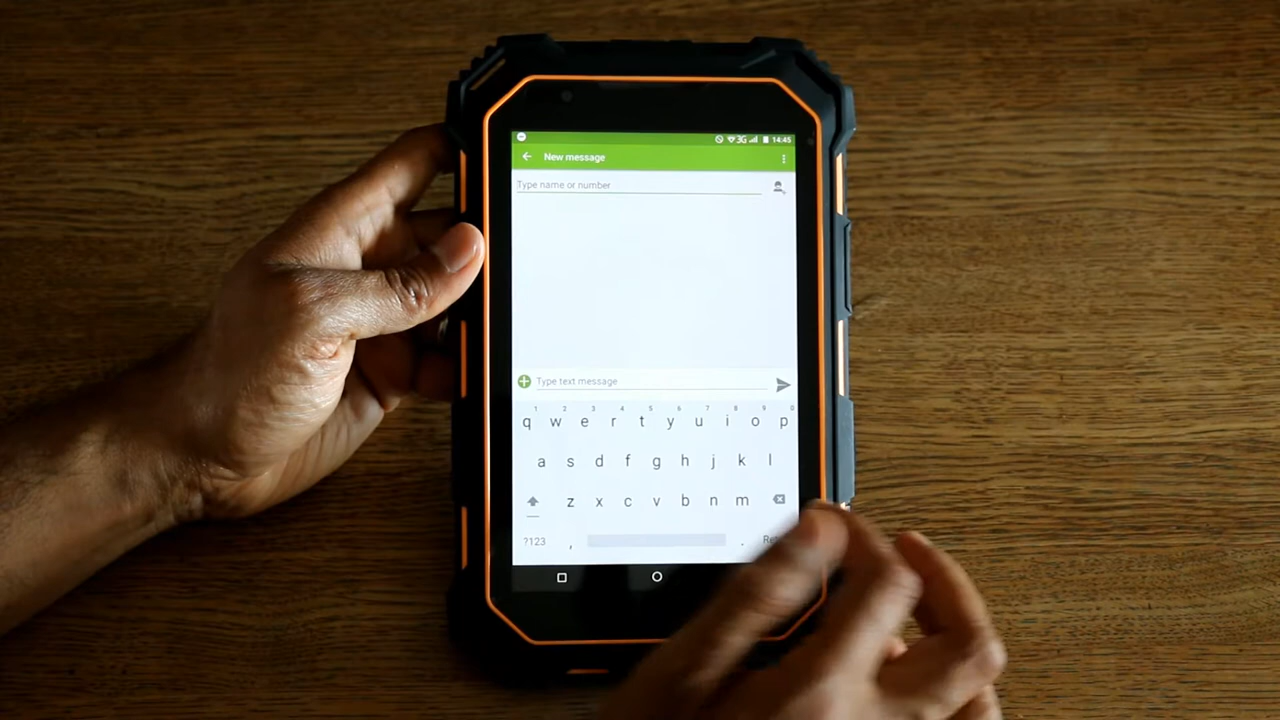 3G 14:45
New message
Type name or number
Type text message
1 2 3 4 5 6 7 8 9 0
q w e r t y u i o p
a s d f g h j k l
z x c v b n m
?123 , .